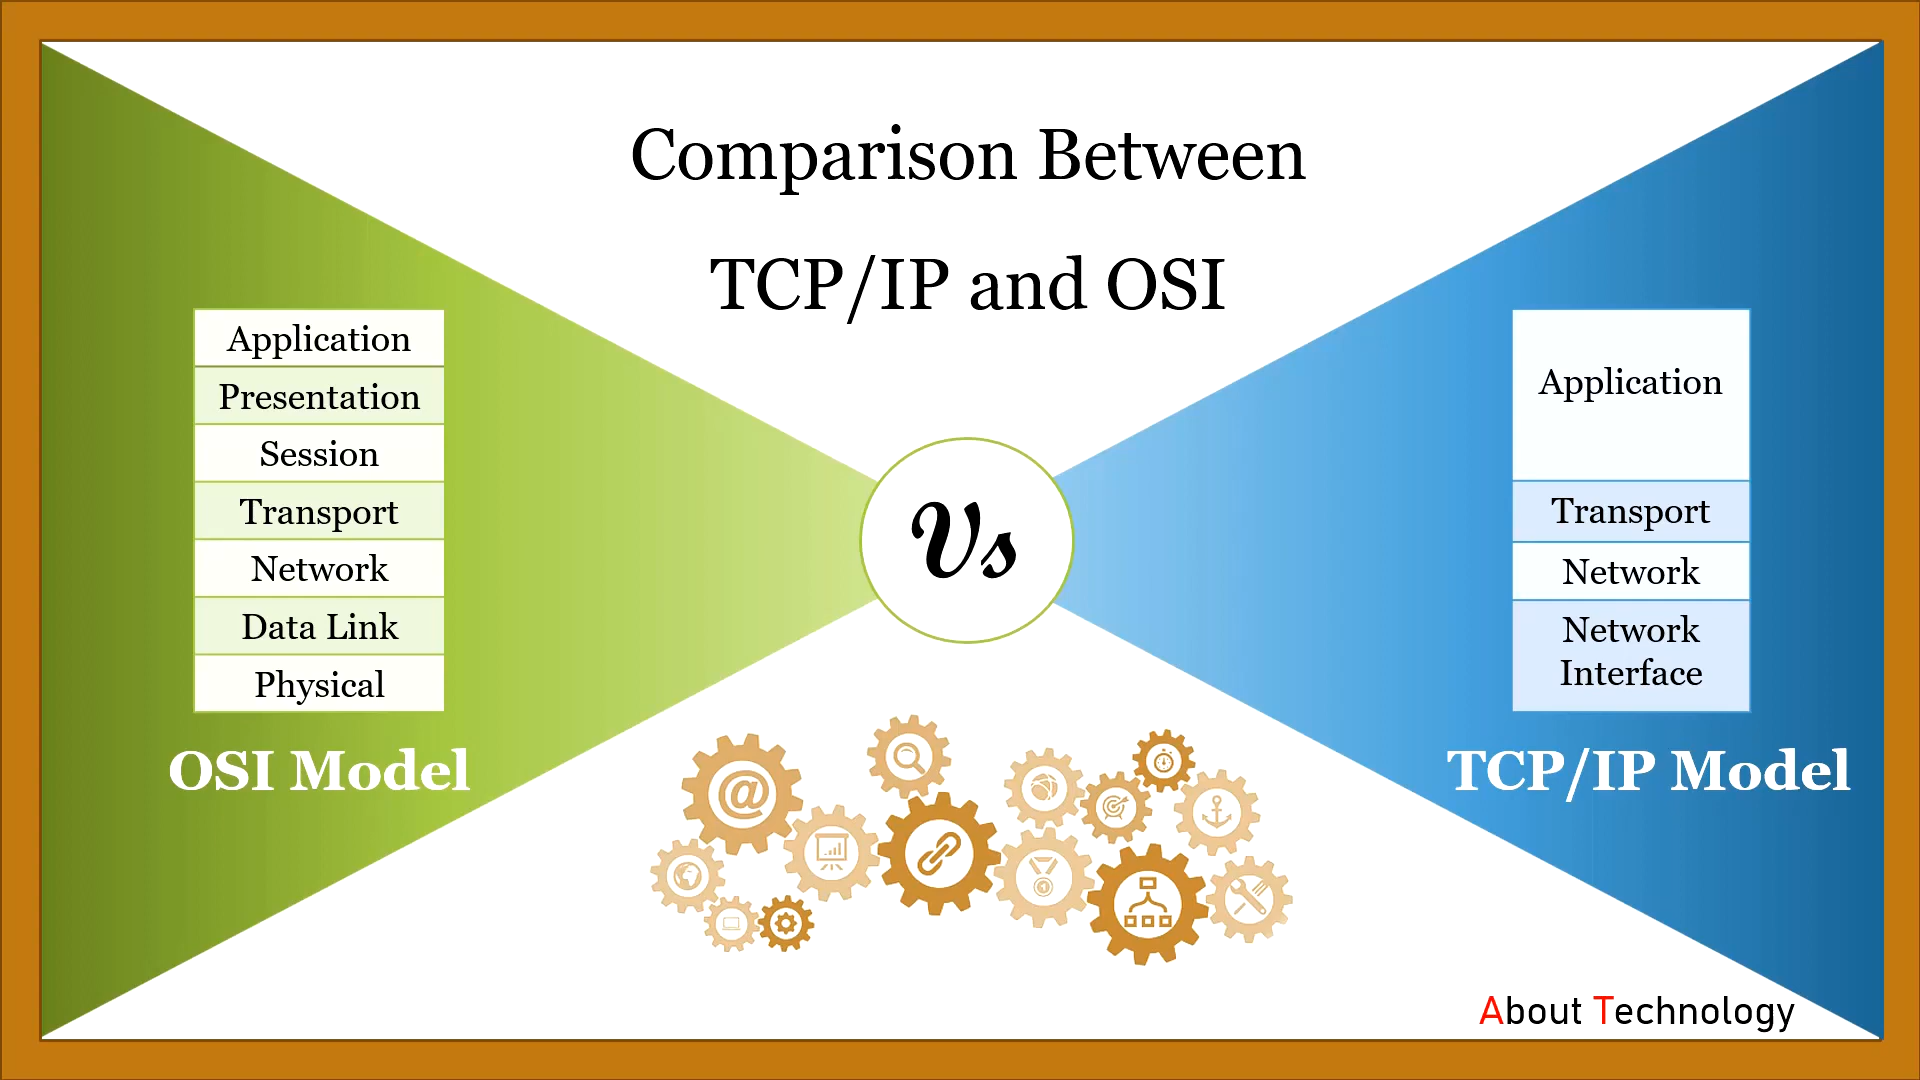 Comparison Between
TCP/IP and OSI
Application
Presentation
Session
Transport
Network
Data Link
Physical
OSI Model
Vs
@
1
Application
Transport
Network
Network
Interface
TCP/IP Model
About Technology